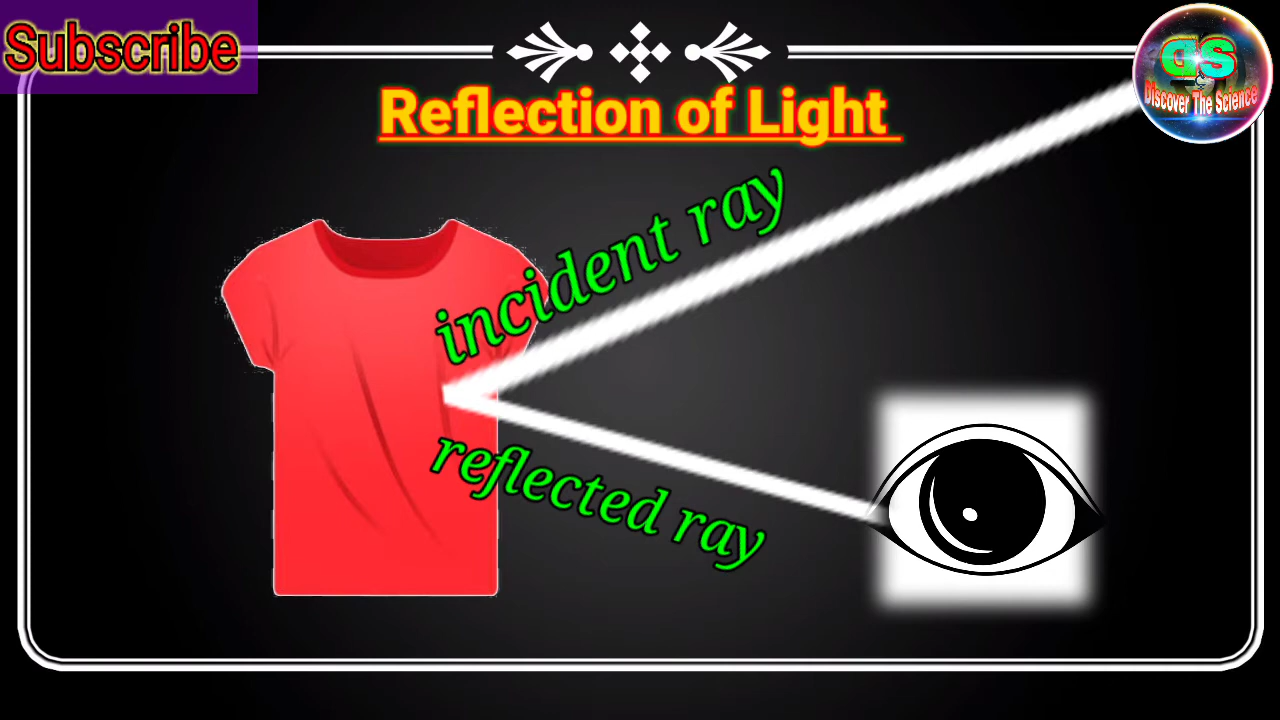 Subscribe
Reflection of Light
GS
Discover The Science
incident ray
reflected ray